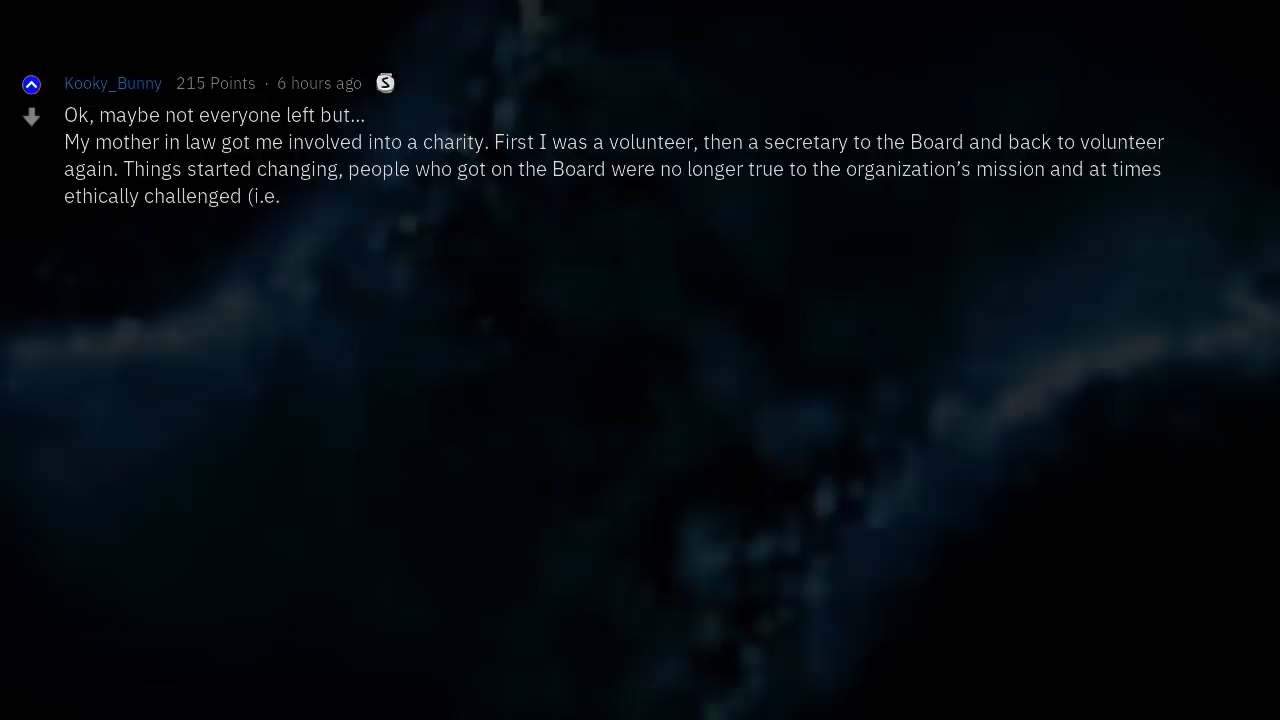 Kooky_Bunny 215 Points · 6 hours ago S
Ok, maybe not everyone left but...
My mother in law got me involved into a charity. First I was a volunteer, then a secretary to the Board and back to volunteer
again. Things started changing, people who got on the Board were no longer true to the organization’s mission and at times
ethically challenged (i.e.